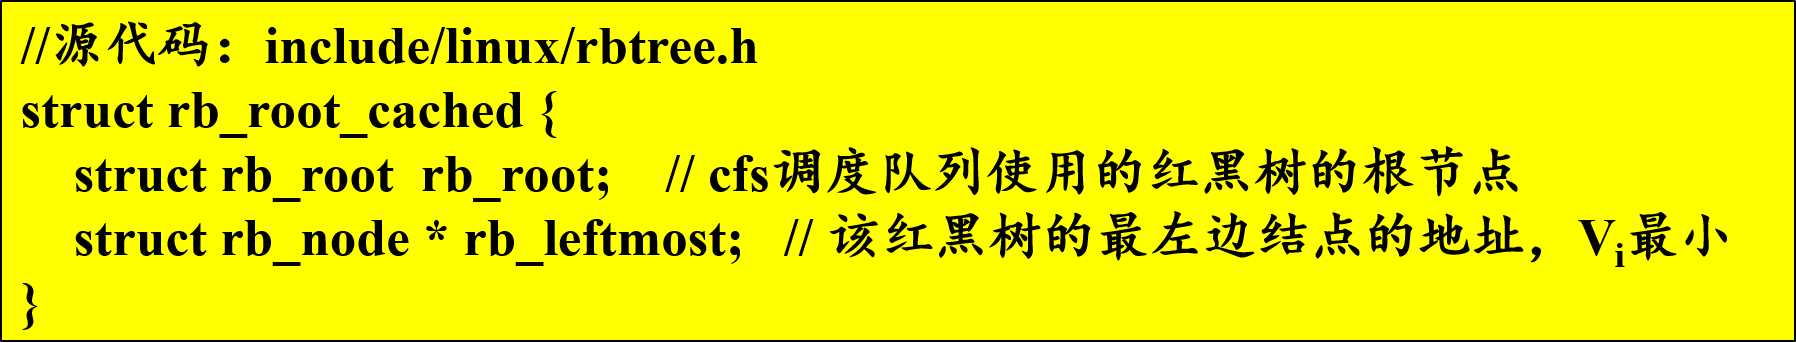 //源代码：include/linux/rbtree.h
struct rb_root_cached {
    struct rb_root  rb_root;    // cfs调度队列使用的红黑树的根节点
    struct rb_node * rb_leftmost;   // 该红黑树的最左边结点的地址，Vi最小
}